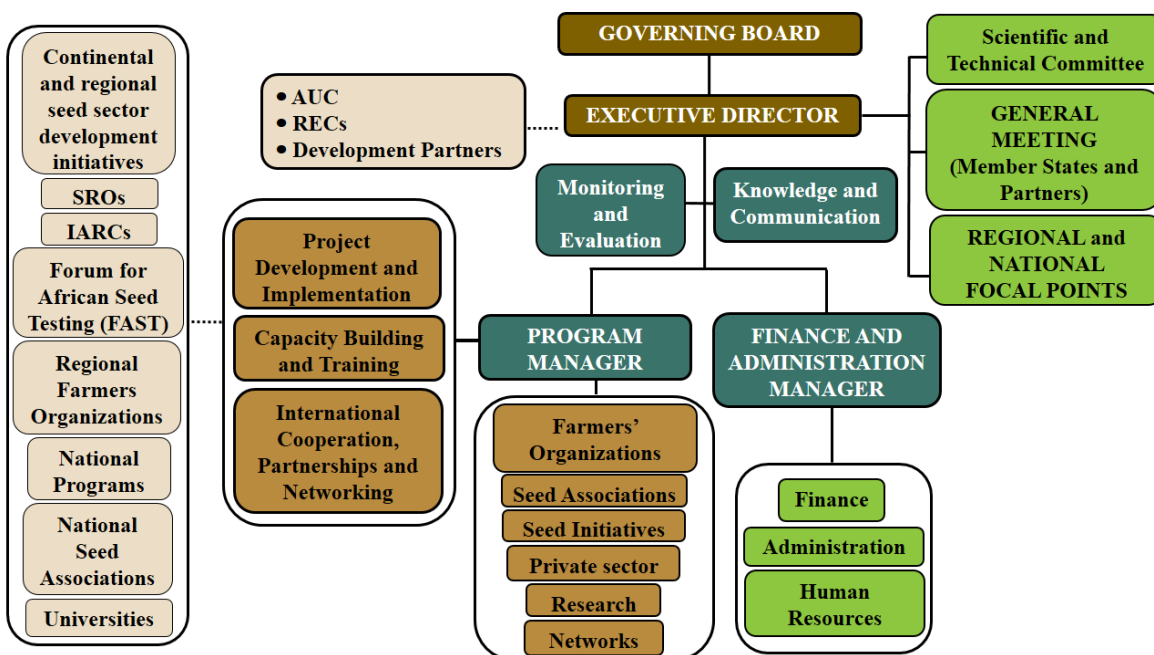 Continental
and regional
seed sector
development
initiatives
SROs
IARCs
Forum for
African Seed
Testing (FAST)
Regional
Farmers
Organizations
National
Programs
National
Seed
Associations
Universities
• AUC
• RECs
• Development Partners
Project
Development and
Implementation
Capacity Building
and Training
International
Cooperation,
Partnerships and
Networking
GOVERNING BOARD
EXECUTIVE DIRECTOR
Monitoring
and
Evaluation
Knowledge and
Communication
PROGRAM
MANAGER
FINANCE AND
ADMINISTRATION
MANAGER
Farmers’
Organizations
Seed Associations
Seed Initiatives
Private sector
Research
Networks
Finance
Administration
Human
Resources
Scientific and
Technical Committee
GENERAL
MEETING
(Member States and
Partners)
REGIONAL and
NATIONAL
FOCAL POINTS